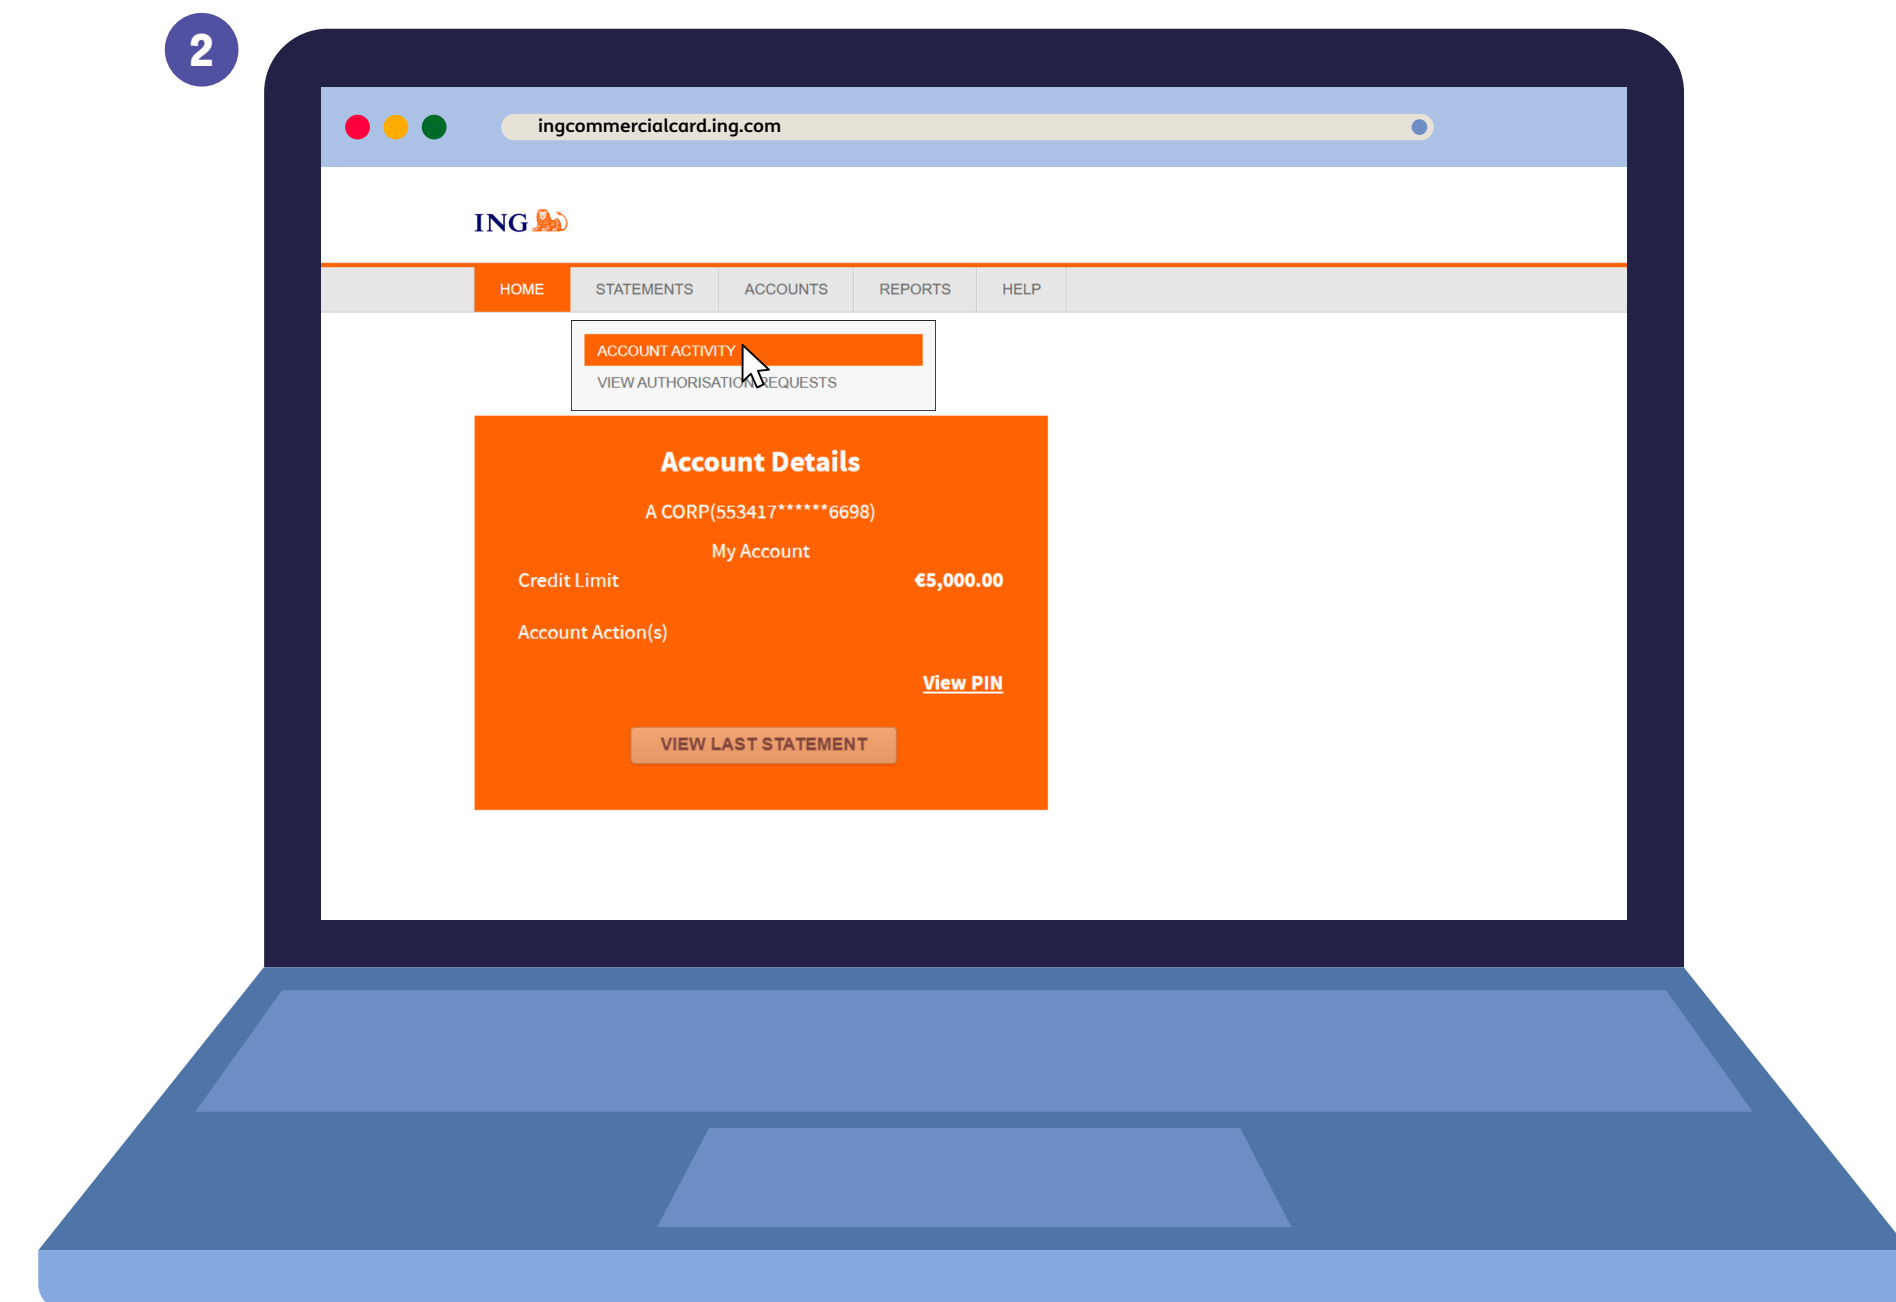 2
ingcommercialcard.ing.com
ING
HOME STATEMENTS ACCOUNTS REPORTS HELP
ACCOUNT ACTIVITY
VIEW AUTHORISATION REQUESTS
Account Details
A CORP(553417******6698)
My Account
Credit Limit €5,000.00
Account Action(s)
View PIN
VIEW LAST STATEMENT